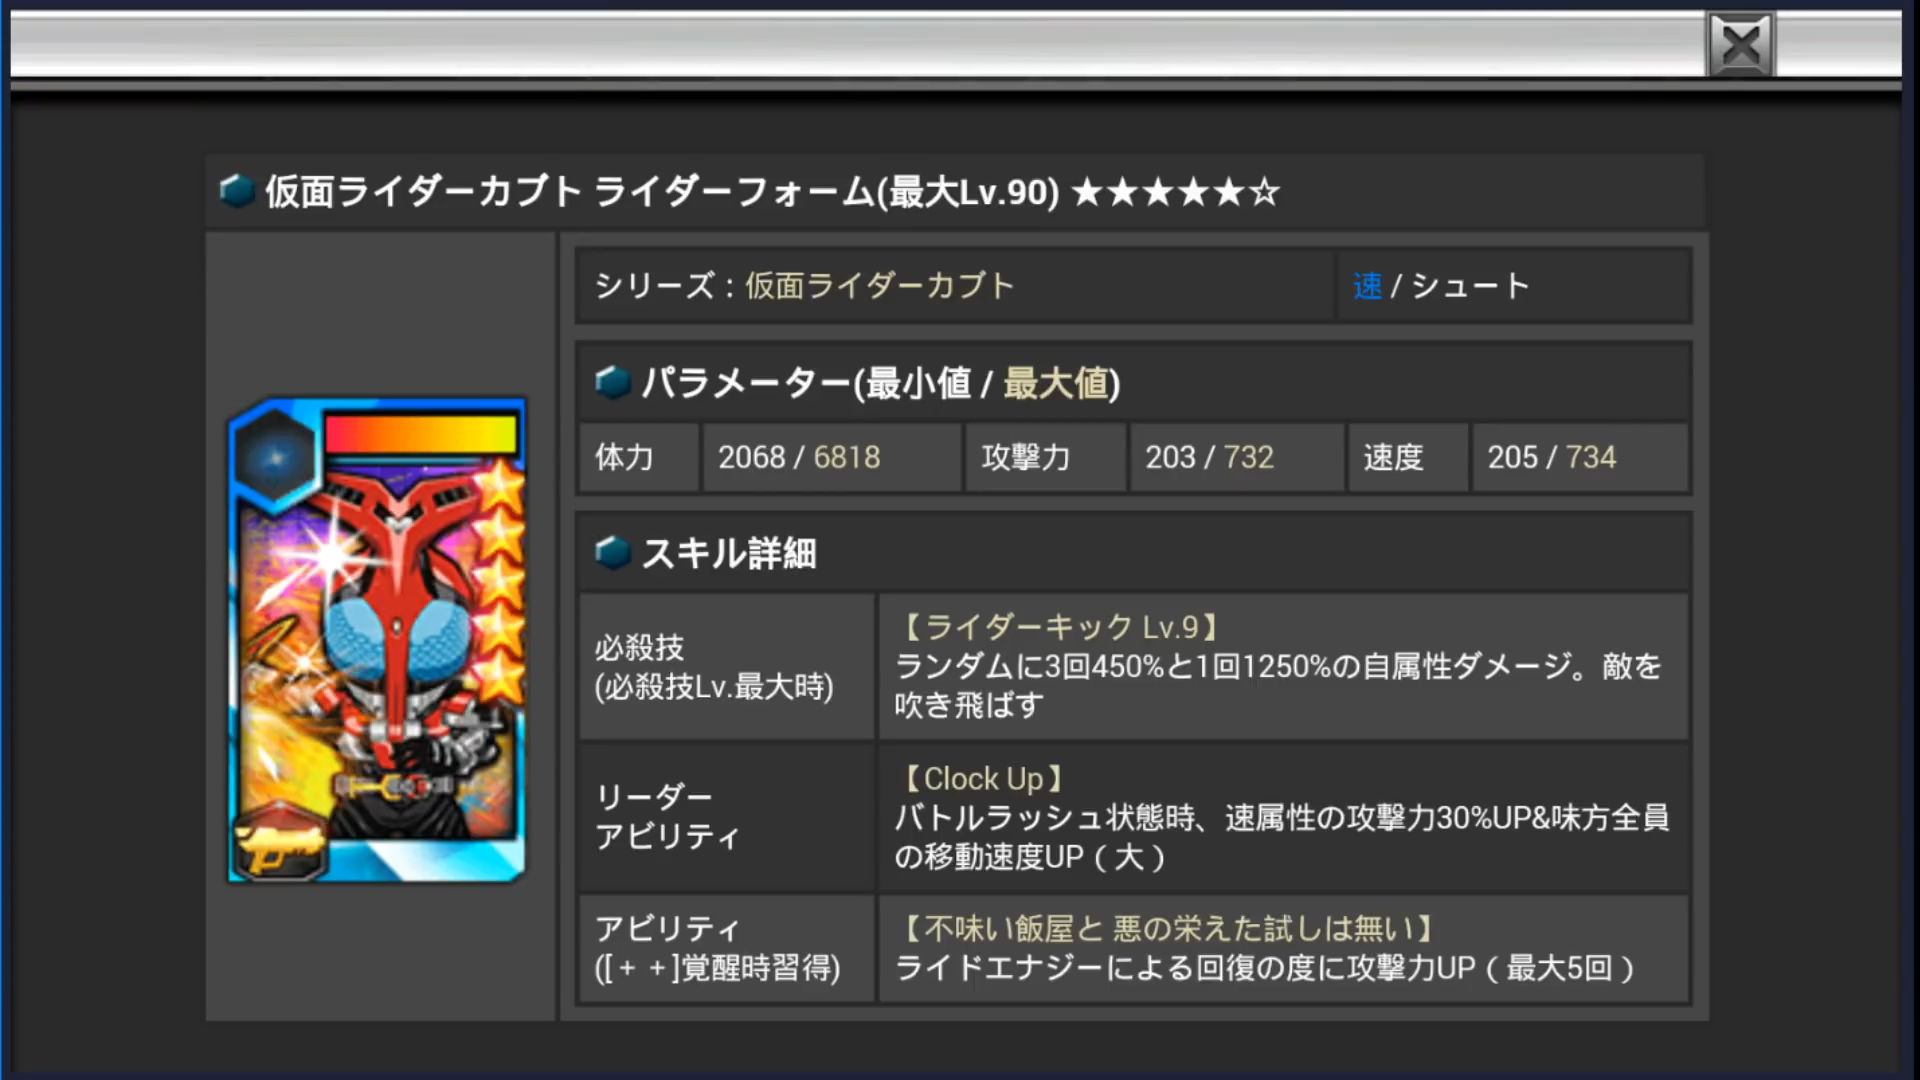 仮面ライダーカブト ライダーフォーム(最大Lv.90) ★★★★★☆
シリーズ : 仮面ライダーカブト
速 / シュート
パラメーター(最小値 / 最大値)
体力 2068 / 6818 攻撃力 203 / 732 速度 205 / 734
スキル詳細
必殺技
(必殺技Lv.最大時)
【ライダーキック Lv.9】
ランダムに3回450%と1回1250%の自属性ダメージ。敵を
吹き飛ばす
リーダー
アビリティ
【Clock Up】
バトルラッシュ状態時、速属性の攻撃力30%UP&味方全員
の移動速度UP ( 大 )
アビリティ
([ + +]覚醒時習得)
【不味い飯屋と 悪の栄えた試しは無い】
ライドエナジーによる回復の度に攻撃力UP ( 最大5回 )